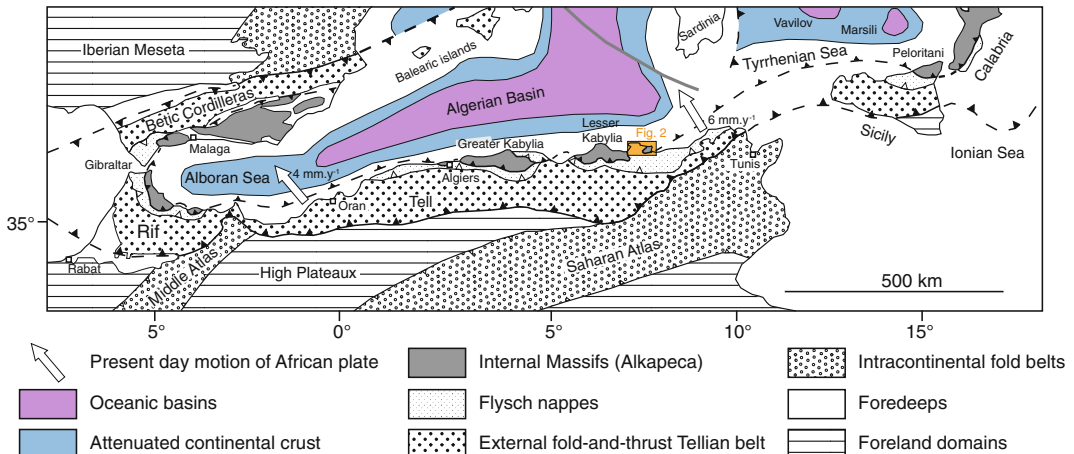 Iberian Meseta
Betic Cordilleras
Balearic islands
Sardinia
Vavilov
Marsili
Tyrrhenian Sea
Peloritani
Calabria
Algerian Basin
Malaga
Gibraltar
Alboran Sea
4 mm.y⁻¹
Greater Kabylia
Lesser
Kabylia
Fig. 2
6 mm.y⁻¹
Sicily
Ionian Sea
Tunis
Algiers
Oran
Tell
35°
Rif
Rabat
Middle Atlas
High Plateaux
Saharan Atlas
500 km
5° 0° 5° 10° 15°
Present day motion of African plate
Internal Massifs (Alkapeca)
Intracontinental fold belts
Oceanic basins
Flysch nappes
Foredeeps
Attenuated continental crust
External fold-and-thrust Tellian belt
Foreland domains